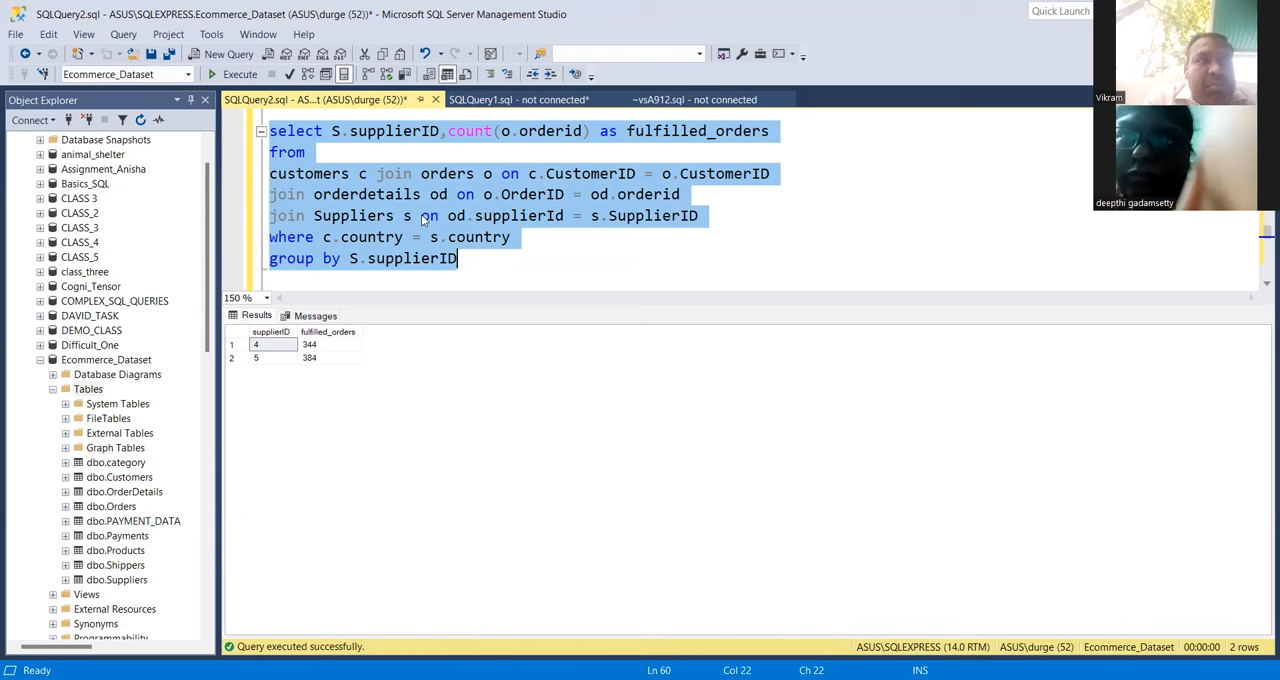 SQLQuery2.sql - ASUS\SQLEXPRESS.Ecommerce_Dataset (ASUS\durge (52))* - Microsoft SQL Server Management Studio
Quick Launch
File Edit View Query Project Tools Window Help
New Query
Ecommerce_Dataset
Execute
Object Explorer
SQLQuery2.sql - AS...t (ASUS\durge (52))*
SQLQuery1.sql - not connected*
~vsA912.sql - not connected
Vikram
deepthi gadamsetty
Connect
Database Snapshots
animal_shelter
Assignment_Anisha
Basics_SQL
CLASS 3
CLASS_2
CLASS_3
CLASS_4
CLASS_5
class_three
Cogni_Tensor
COMPLEX_SQL_QUERIES
DAVID_TASK
DEMO_CLASS
Difficult_One
Ecommerce_Dataset
Database Diagrams
Tables
System Tables
FileTables
External Tables
Graph Tables
dbo.category
dbo.Customers
dbo.OrderDetails
dbo.Orders
dbo.PAYMENT_DATA
dbo.Payments
dbo.Products
dbo.Shippers
dbo.Suppliers
Views
External Resources
Synonyms
Programmability
select S.supplierID,count(o.orderid) as fulfilled_orders
from
customers c join orders o on c.CustomerID = o.CustomerID
join orderdetails od on o.OrderID = od.orderid
join Suppliers s on od.supplierId = s.SupplierID
where c.country = s.country
group by S.supplierID
150 %
Results Messages
supplierID fulfilled_orders
1 4 344
2 5 384
Query executed successfully.
ASUS\SQLEXPRESS (14.0 RTM) ASUS\durge (52) Ecommerce_Dataset 00:00:00 2 rows
Ready
Ln 60 Col 22 Ch 22 INS